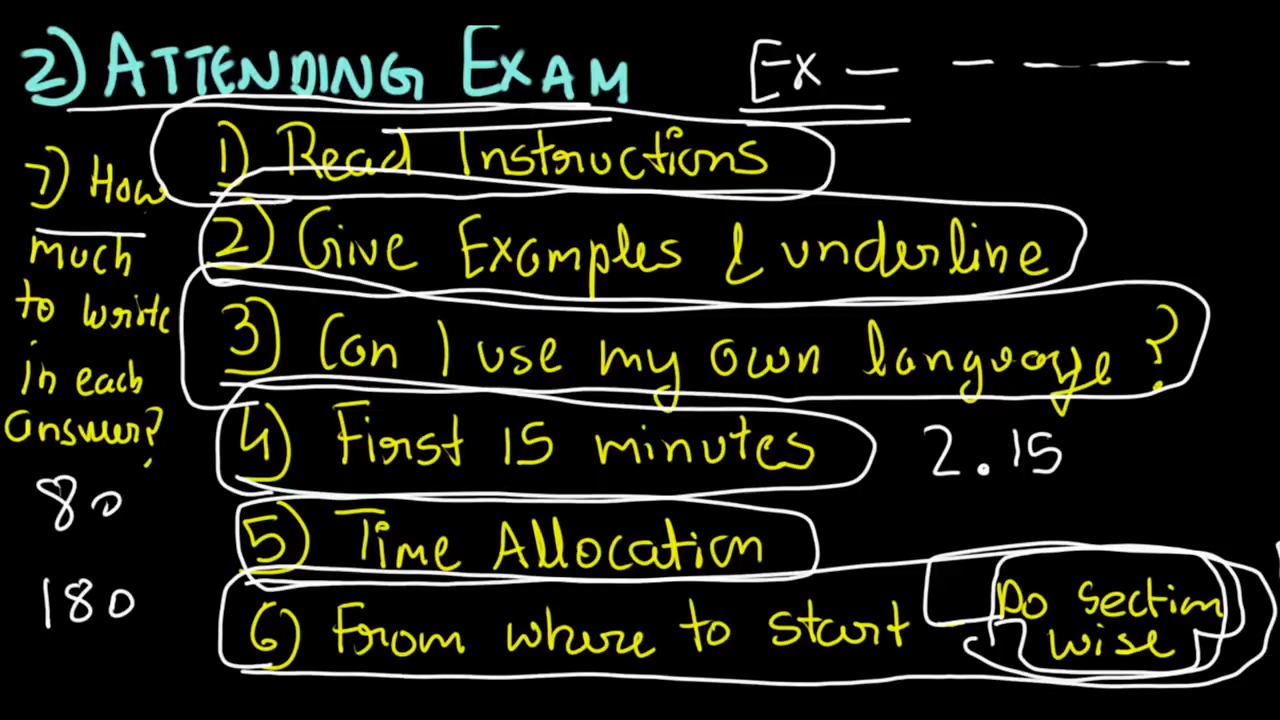 2) ATTENDING EXAM
Ex —
1) Read Instructions
2) Give Examples & underline
3) Can I use my own language?
4) First 15 minutes
2.15
5) Time Allocation
6) From where to start - Do section
wise
7) How
much
to write
in each
answer?
80
180